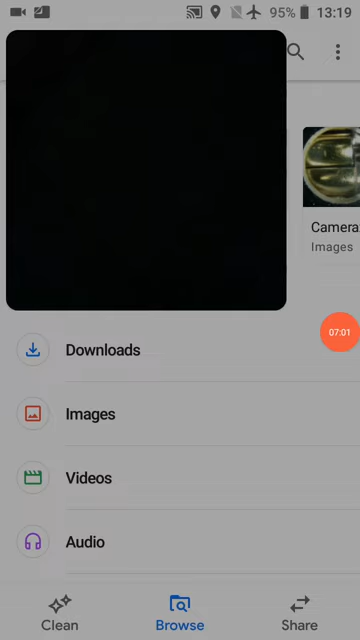 95% 13:19
Camera
Images
07:01
Downloads
Images
Videos
Audio
Clean Browse Share